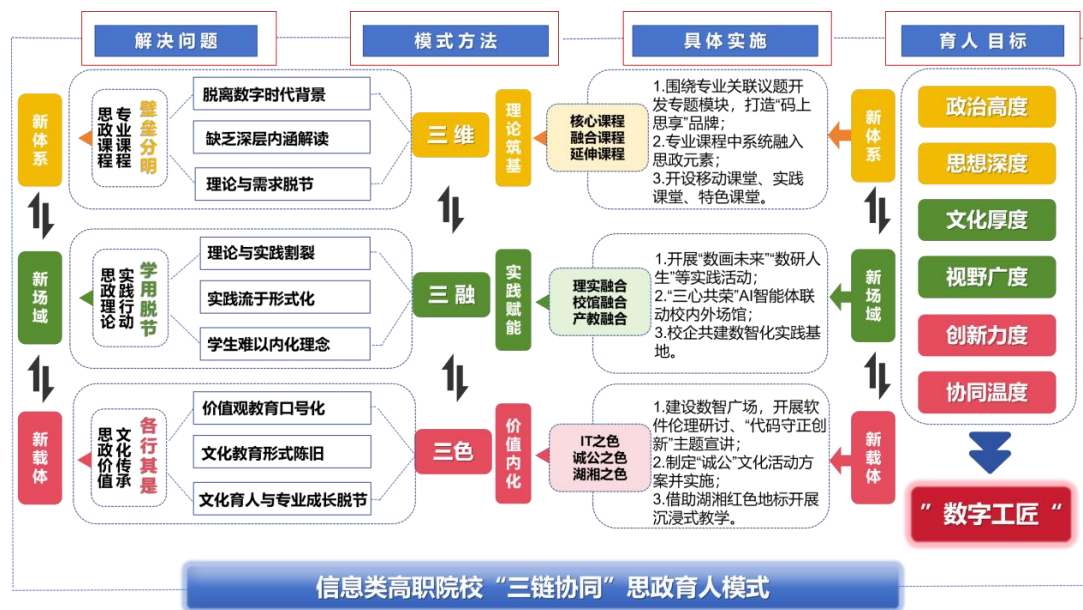 解决问题
模式方法
具体实施
育人目标
新体系
思政课程
专业课程
壁垒分明
脱离数字时代背景
缺乏深层内涵解读
理论与需求脱节
三维
理论筑基
核心课程
融合课程
延伸课程
1.围绕专业关联议题开
发专题模块，打造“码上
思享”品牌；
2.专业课程中系统融入
思政元素；
3.开设移动课堂、实践
课堂、特色课堂。
新体系
新场域
思政理论
实践行动
学用脱节
理论与实践割裂
实践流于形式化
学生难以内化理念
三融
实践赋能
理实融合
校馆融合
产教融合
1.开展“数画未来”“数研人
生”等实践活动；
2.“三心共荣”AI智能体联
动校内外场馆；
3.校企共建数智化实践基
地。
新场域
新载体
思政价值
文化传承
各行其是
价值观教育口号化
文化教育形式陈旧
文化育人与专业成长脱节
三色
价值内化
IT之色
诚公之色
湖湘之色
1.建设数智广场，开展软
件伦理研讨、“代码守正创
新”主题宣讲；
2.制定“诚公”文化活动方
案并实施；
3.借助湖湘红色地标开展
沉浸式教学。
新载体
政治高度
思想深度
文化厚度
视野广度
创新力度
协同温度
”数字工匠“
信息类高职院校“三链协同”思政育人模式